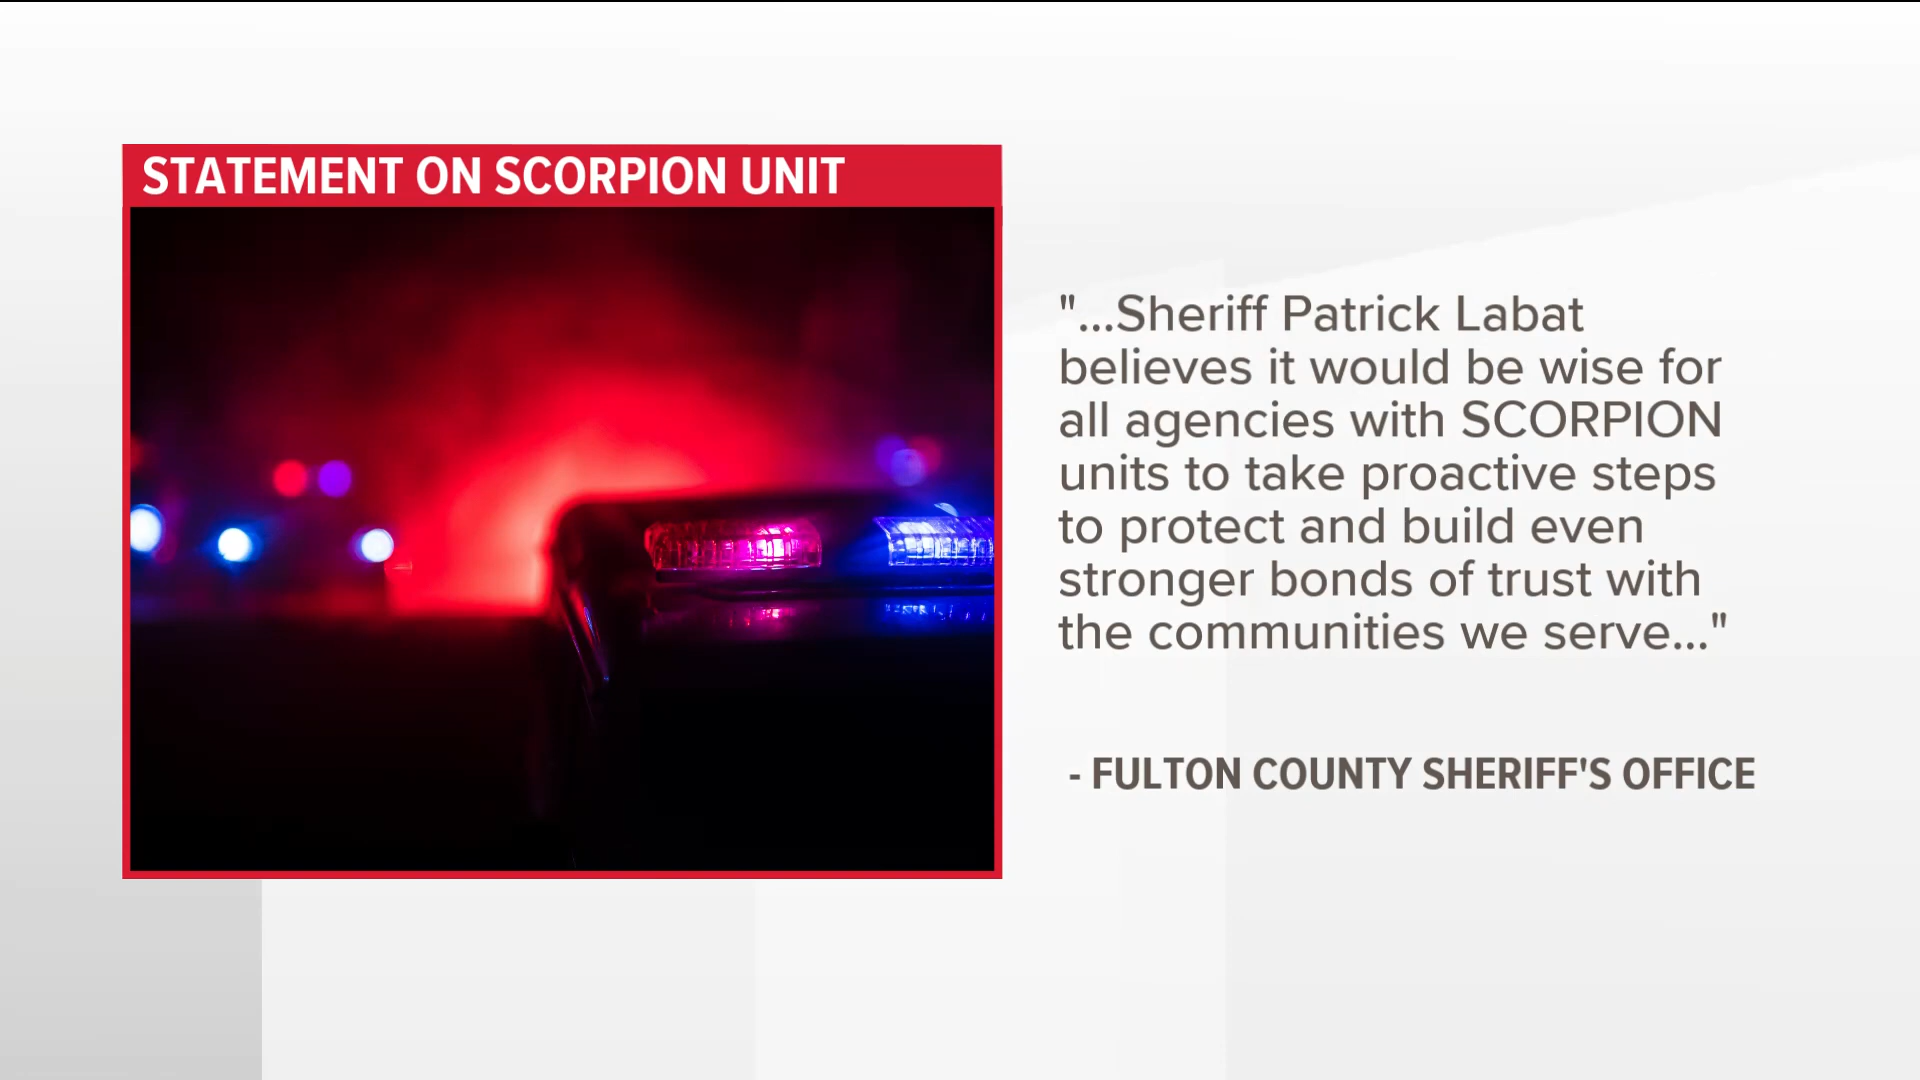 STATEMENT ON SCORPION UNIT
"...Sheriff Patrick Labat
believes it would be wise for
all agencies with SCORPION
units to take proactive steps
to protect and build even
stronger bonds of trust with
the communities we serve..."
- FULTON COUNTY SHERIFF'S OFFICE